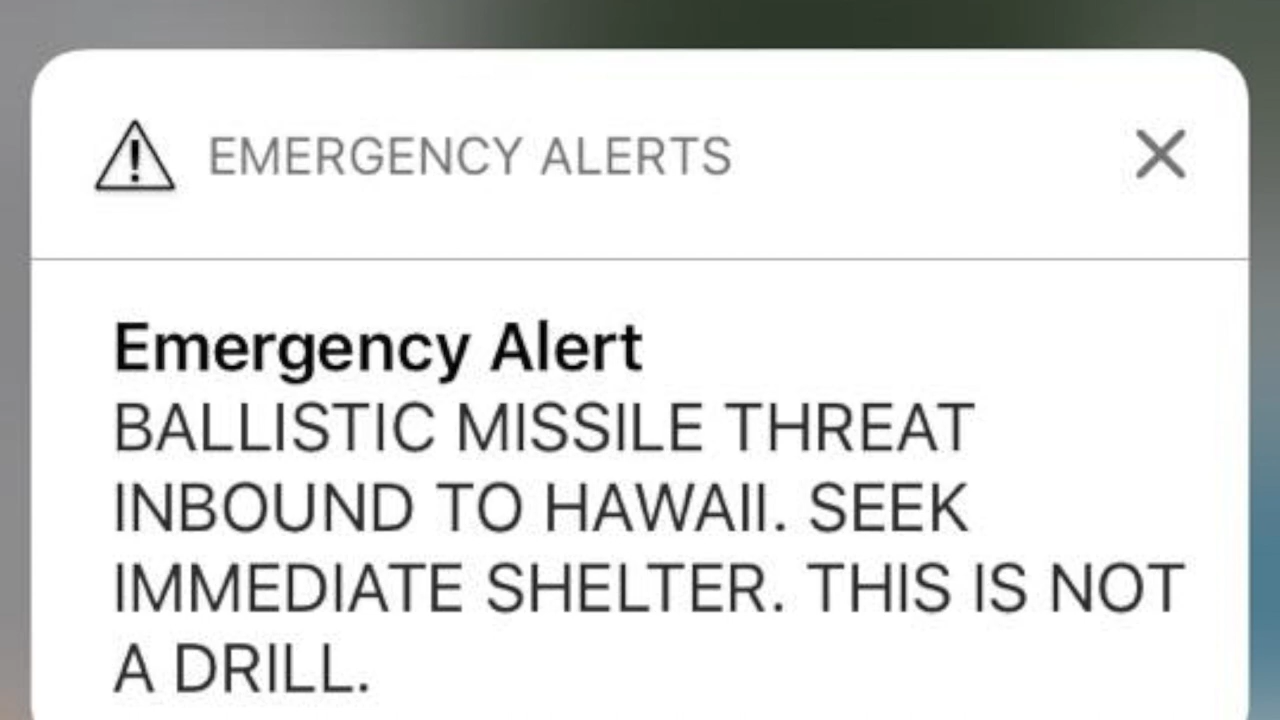 EMERGENCY ALERTS
Emergency Alert
BALLISTIC MISSILE THREAT
INBOUND TO HAWAII. SEEK
IMMEDIATE SHELTER. THIS IS NOT
A DRILL.